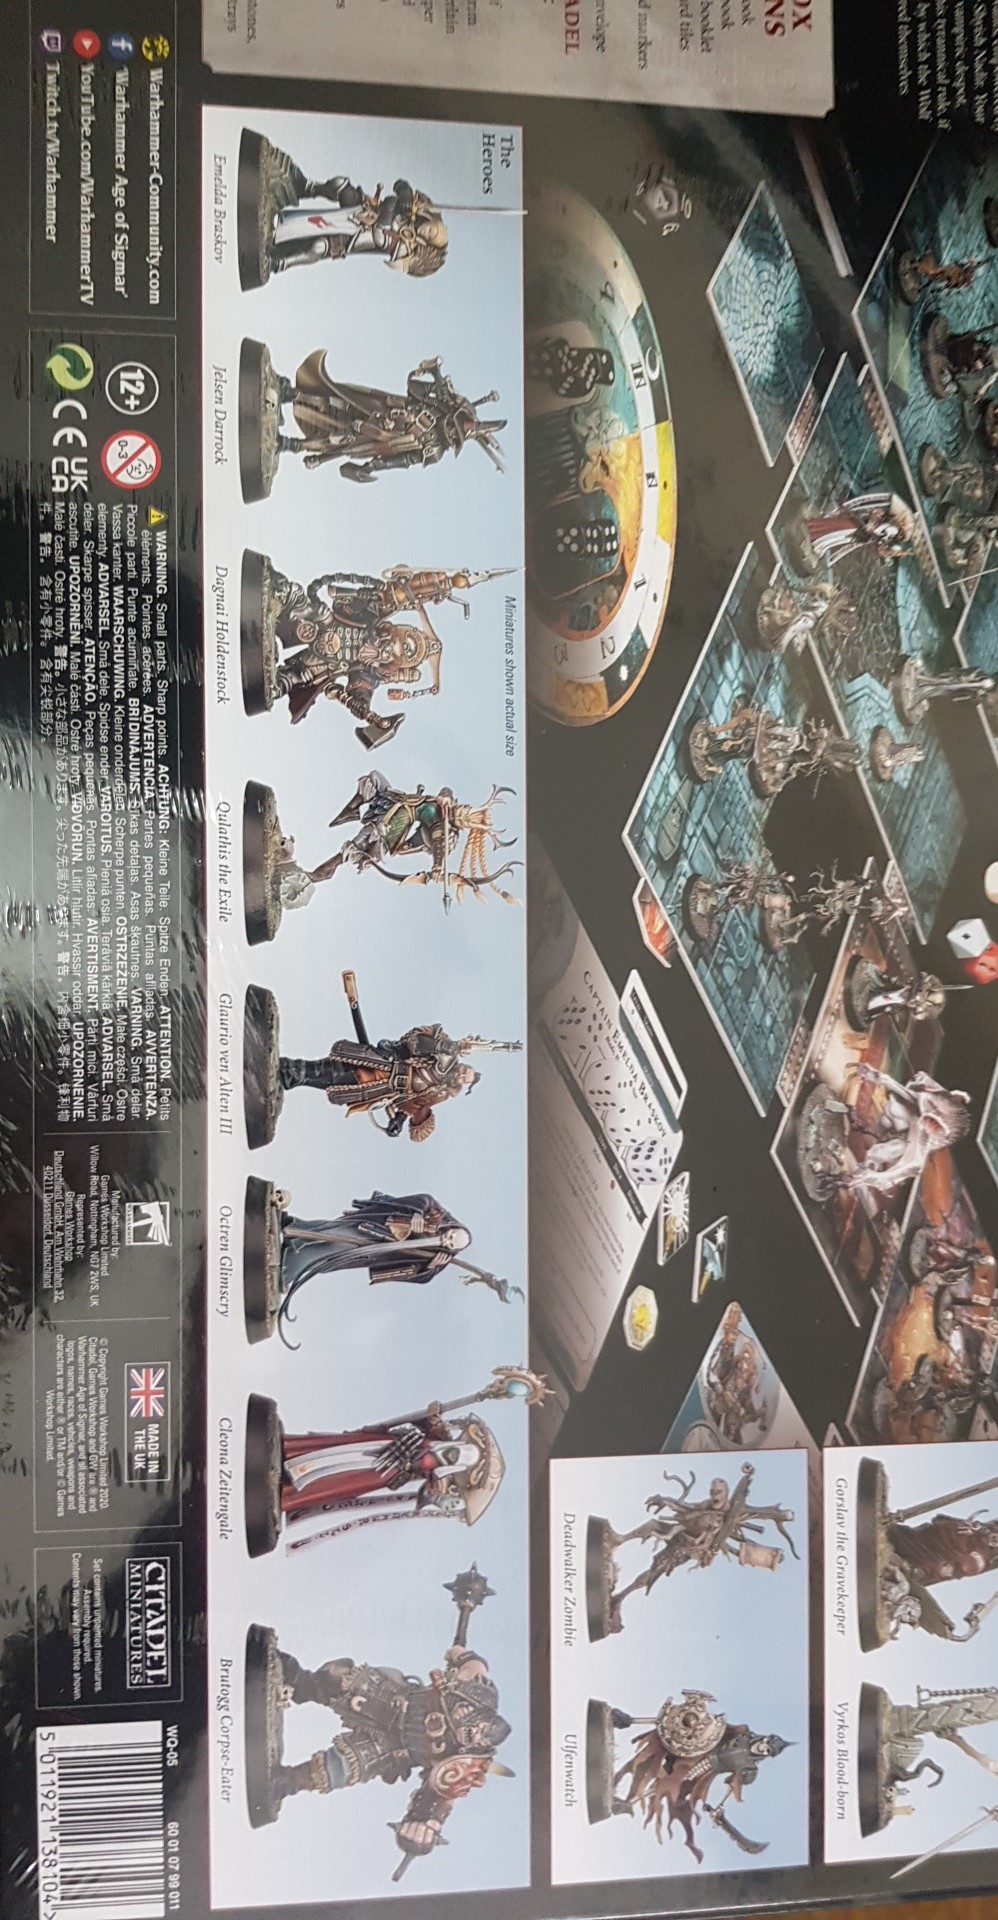 Shyish Nadir. Your
vampiric despot,
his tyrannical rule, if
by which the Wolf
red themselves
OX
NS
ook
ook
booklet
ard tiles
d markers
nvelope
ADEL
:
f
rim
per
d
es
stones,
trays
Gorslav the Gravekeeper
Vyrkos Blood-born
Deadwalker Zombie
Ulfenwatch
CAPTAIN EMELDA BRASKOV
4
1
2
3
The
Heroes
Miniatures shown actual size
Emelda Braskov
Jelsen Darrock
Dagnai Holdenstock
Qulathis the Exile
Glaurio ven Alten III
Octren Glimscry
Cleona Zeitengale
Brutogg Corpse-Eater
Warhammer-Community.com
'Warhammer Age of Sigmar'
YouTube.com/WarhammerTV
Twitch.tv/Warhammer
12+
0-3
CE
UK
CA
WARNING. Small parts. Sharp points. ACHTUNG: Kleine Teile. Spitze Enden. ATTENTION. Petits
éléments. Pointes acérées. ADVERTENCIA. Partes pequeñas. Puntas afiladas. AVVERTENZA.
Piccole parti. Punte acuminate. BRĪDINĀJUMS. Sīkas detaļas. Asas šķautnes. VARNING. Små delar.
Vassa kanter. WAARSCHUWING. Kleine onderdelen. Scherpe punten. OSTRZEŻENIE. Małe części. Ostre
elementy. ADVARSEL. Små dele. Spidse ender. VAROITUS. Pieniä osia. Teräviä kärkiä. ADVARSEL. Små
deler. Skarpe spisser. ATENÇÃO. Peças pequenas. Pontas afiadas. AVERTISMENT. Părți mici. Vârfuri
ascuțite. UPOZORNĚNÍ. Malé části. Ostré hroty. VIÐVÖRUN. Litlir hlutir. Hvassir oddar. UPOZORNENIE.
Malé časti. Ostré hroty. 警告。小さな部品があります。尖った先端があります。警告。内含细小零件。锋利物
件。警告。含有小零件。含有尖锐部分。
WARHAMMER
Manufactured by:
Games Workshop Limited
Willow Road, Nottingham, NG7 2WS, UK
Represented by:
Games Workshop
Deutschland GmbH, Am Wehrhahn 32,
40211 Düsseldorf, Deutschland
MADE IN
THE UK
© Copyright Games Workshop Limited 2020.
Citadel, Games Workshop and GW are ® and
Warhammer Age of Sigmar, and all associated
logos, names, races, vehicles, weapons and
characters are either ® or TM and/or © Games
Workshop Limited.
CITADEL
MINIATURES
Set contains unpainted miniatures.
Assembly required.
Contents may vary from those shown.
WQ-05
60 01 07 99 011
5 011921 138104 >